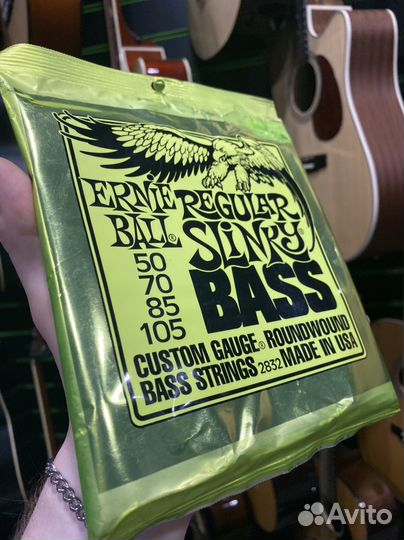 ERNIE BALL®
REGULAR SLINKY®
BASS
50
70
85
105
CUSTOM GAUGE® ROUNDWOUND
BASS STRINGS 2832 MADE IN USA
Avito